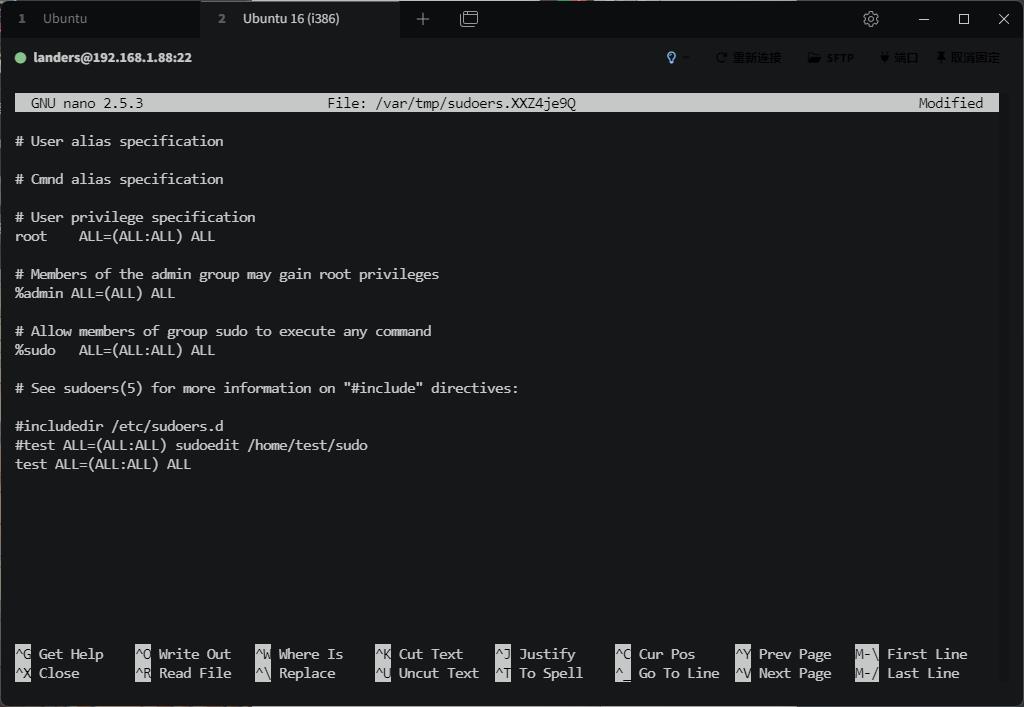 1 Ubuntu 2 Ubuntu 16 (i386)
landers@192.168.1.88:22 重新连接 SFTP 端口 取消固定
GNU nano 2.5.3 File: /var/tmp/sudoers.XXZ4je9Q Modified
# User alias specification
# Cmnd alias specification
# User privilege specification
root ALL=(ALL:ALL) ALL
# Members of the admin group may gain root privileges
%admin ALL=(ALL) ALL
# Allow members of group sudo to execute any command
%sudo ALL=(ALL:ALL) ALL
# See sudoers(5) for more information on "#include" directives:
#includedir /etc/sudoers.d
#test ALL=(ALL:ALL) sudoedit /home/test/sudo
test ALL=(ALL:ALL) ALL
^G Get Help ^O Write Out ^W Where Is ^K Cut Text ^J Justify ^C Cur Pos ^Y Prev Page M-\ First Line
^X Close ^R Read File ^\ Replace ^U Uncut Text ^T To Spell ^_ Go To Line ^V Next Page M-/ Last Line